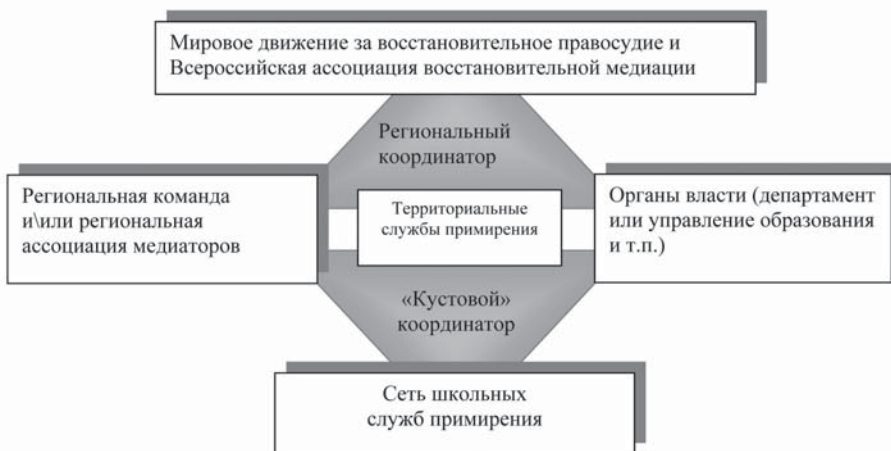 Мировое движение за восстановительное правосудие и
Всероссийская ассоциация восстановительной медиации
Региональный
координатор
Региональная команда
и\или региональная
ассоциация медиаторов
Территориальные
службы примирения
Органы власти (департамент
или управление образования
и т.п.)
«Кустовой»
координатор
Сеть школьных
служб примирения